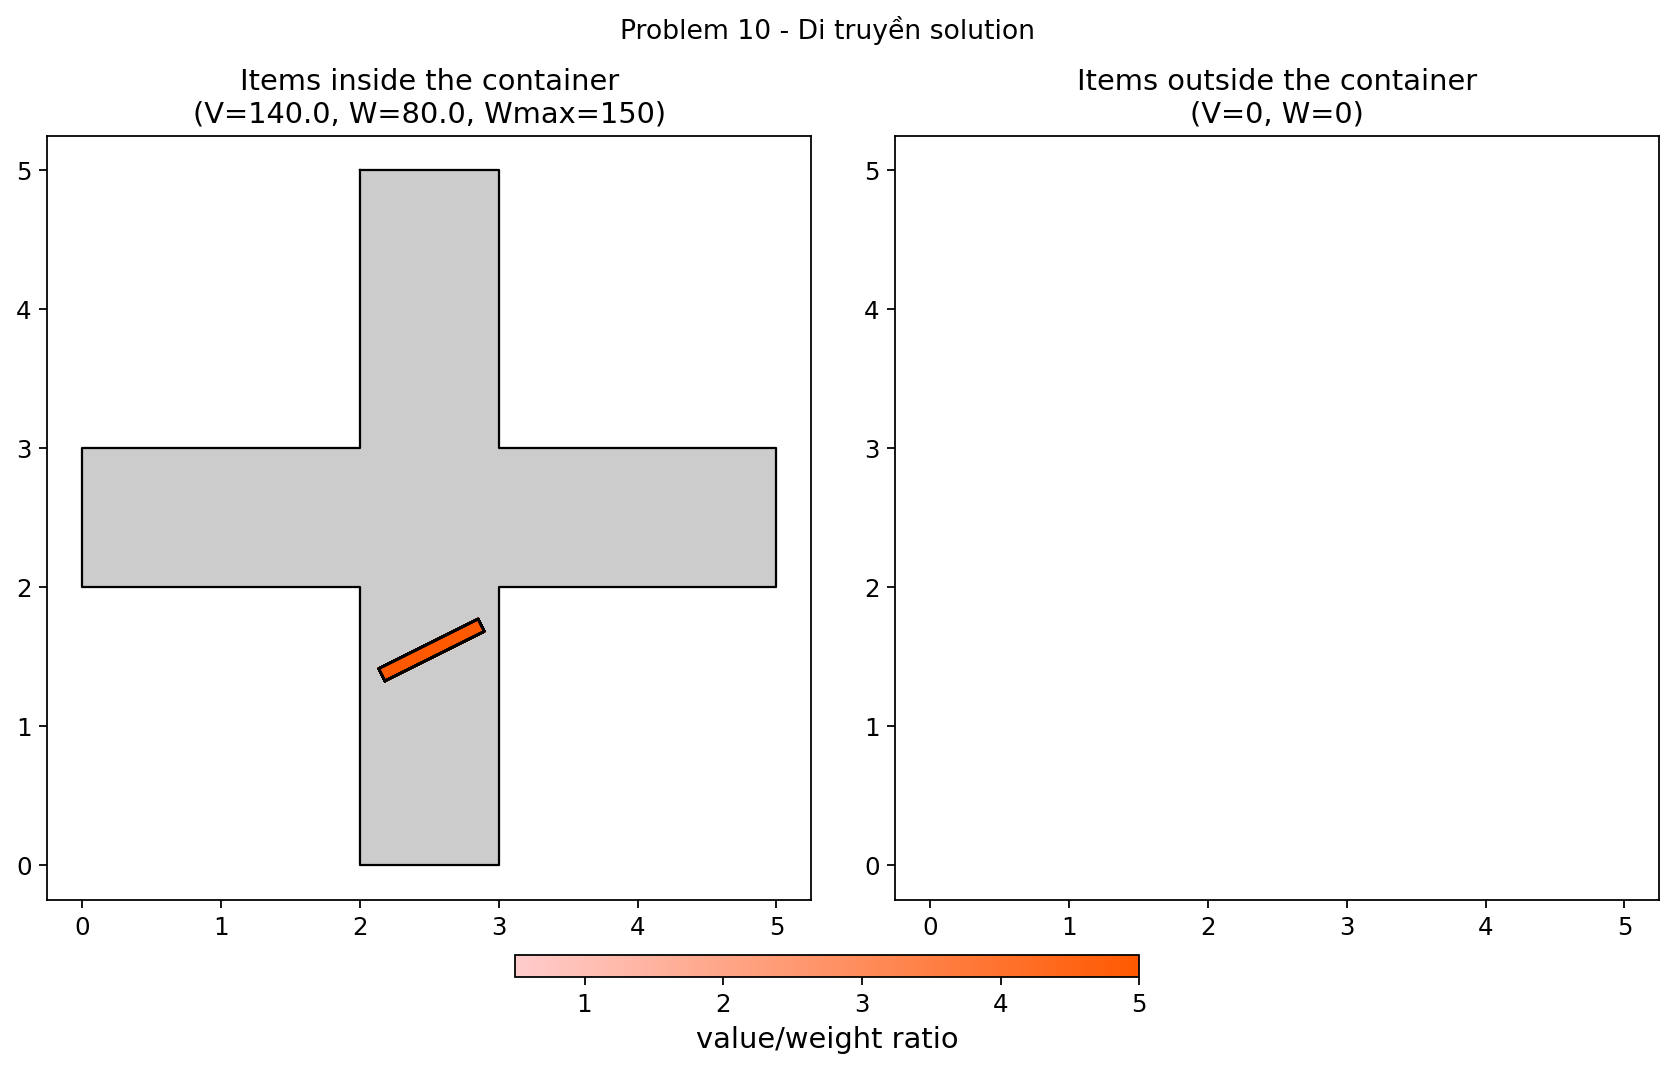 Problem 10 - Di truyền solution
Items inside the container
(V=140.0, W=80.0, Wmax=150)
5
4
3
2
1
0
0 1 2 3 4 5
Items outside the container
(V=0, W=0)
5
4
3
2
1
0
0 1 2 3 4 5
1 2 3 4 5
value/weight ratio